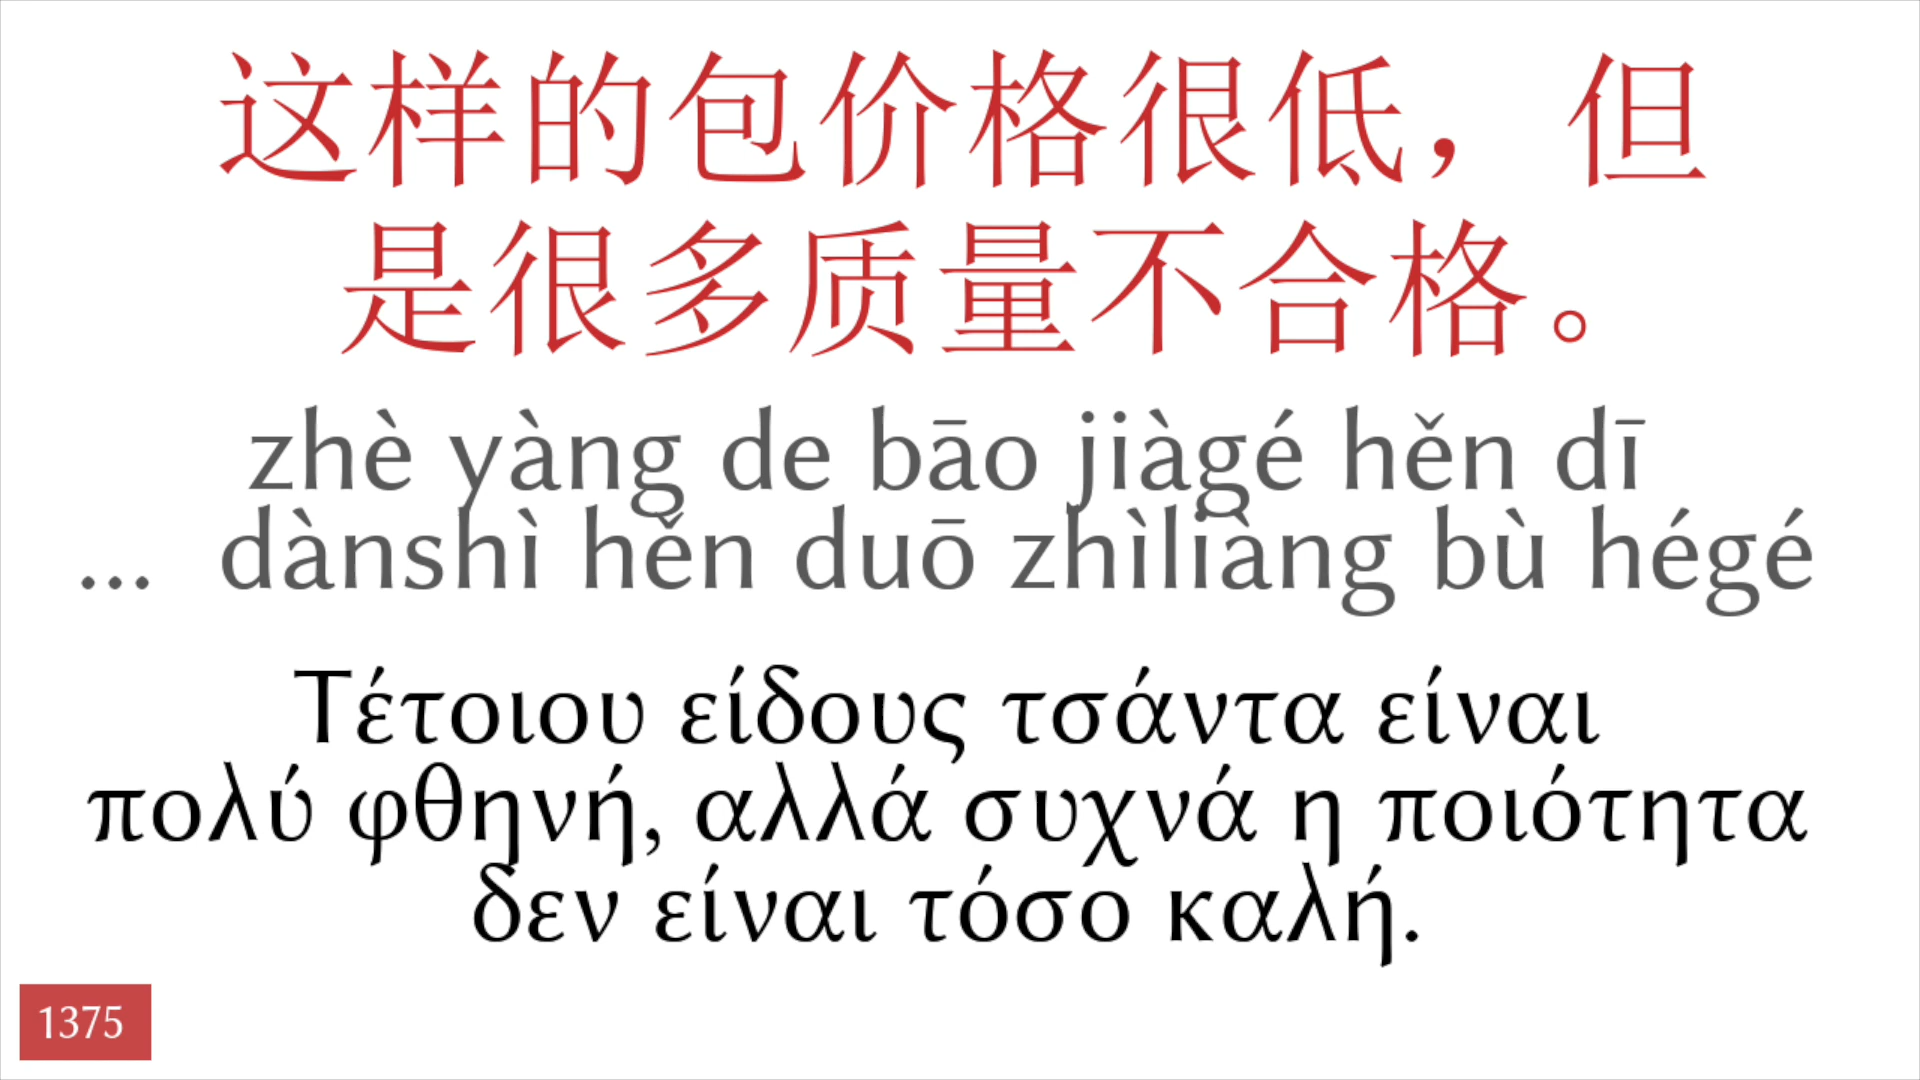 这样的包价格很低，但
是很多质量不合格。
zhè yàng de bāo jiàgé hěn dī
... dànshì hěn duō zhìliàng bù hégé
Τέτοιου είδους τσάντα είναι
πολύ φθηνή, αλλά συχνά η ποιότητα
δεν είναι τόσο καλή.
1375